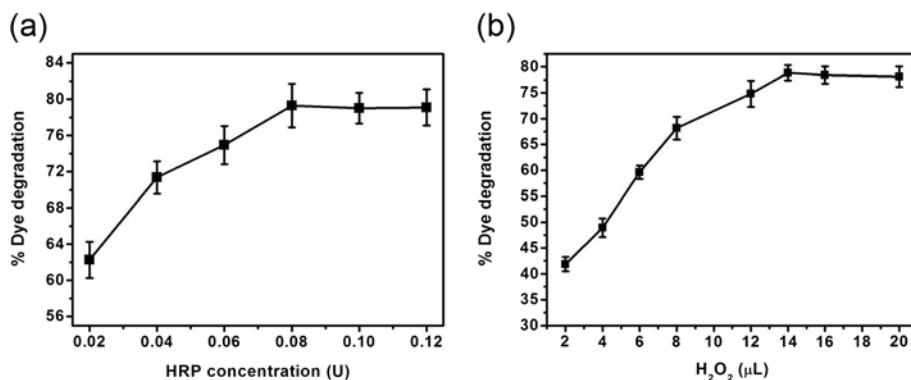 (a)
% Dye degradation
84
80
76
72
68
64
60
56
0.02 0.04 0.06 0.08 0.10 0.12
HRP concentration (U)
(b)
% Dye degradation
80
75
70
65
60
55
50
45
40
35
30
2 4 6 8 10 12 14 16 18 20
H₂O₂ (μL)